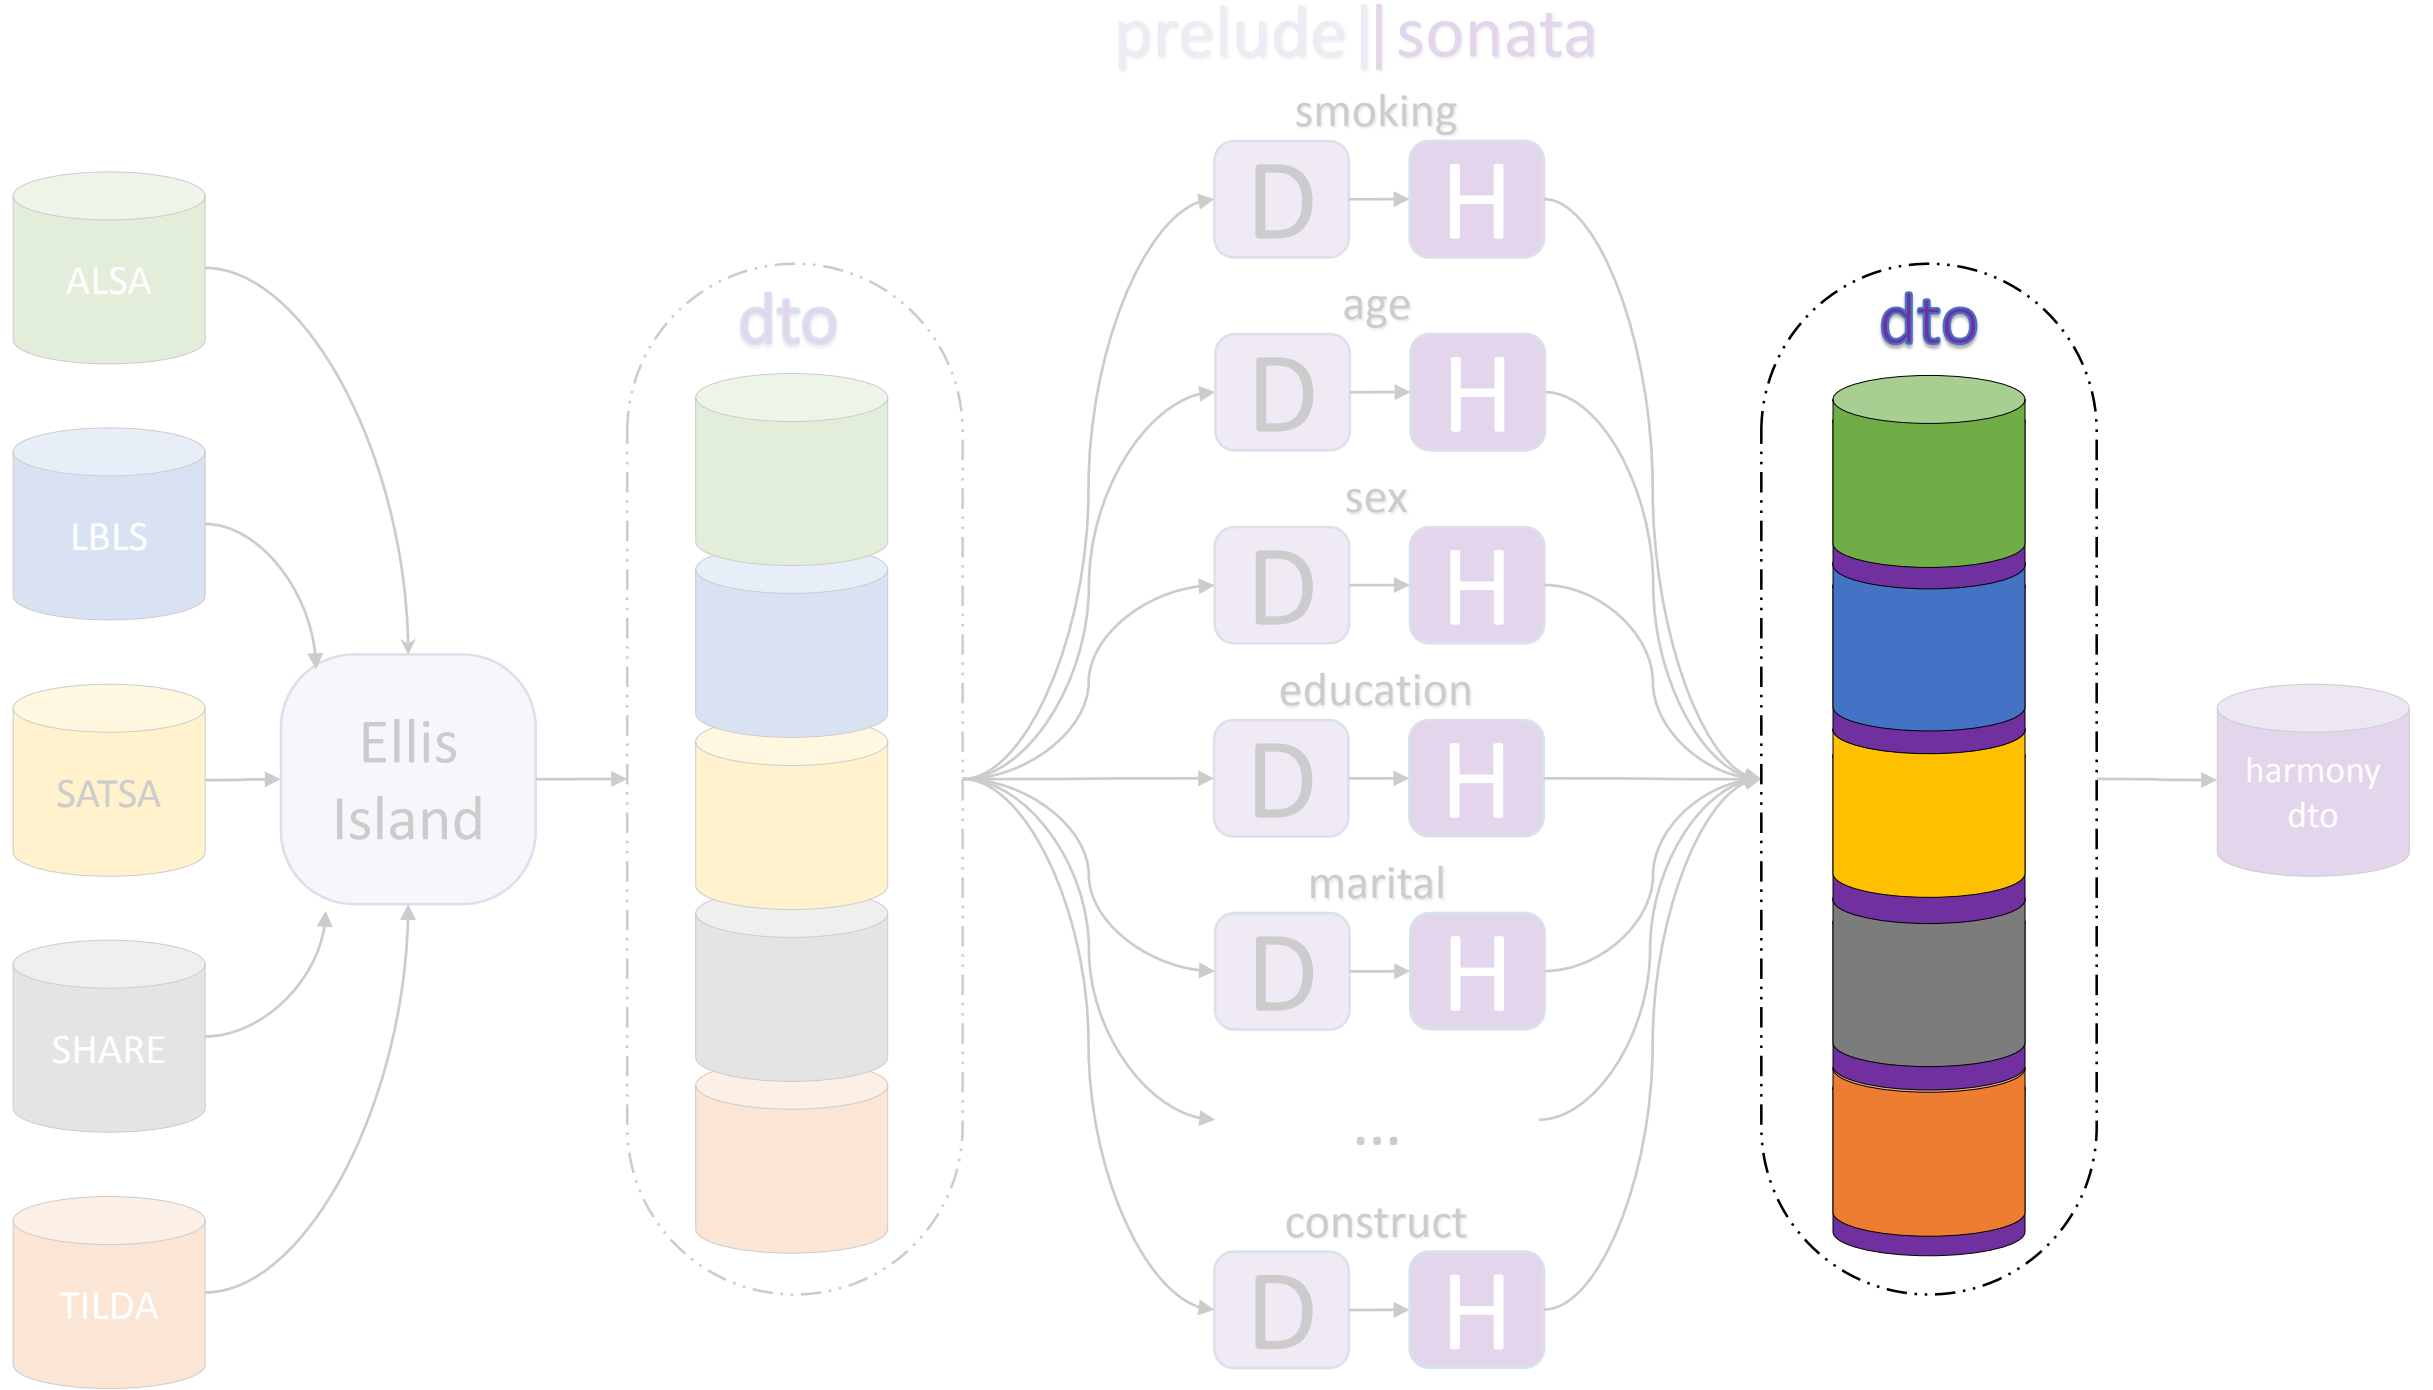 prelude||sonata
ALSA
LBLS
SATSA
SHARE
TILDA
Ellis
Island
dto
smoking
D H
age
D H
sex
D H
education
D H
marital
D H
...
construct
D H
dto
harmony
dto